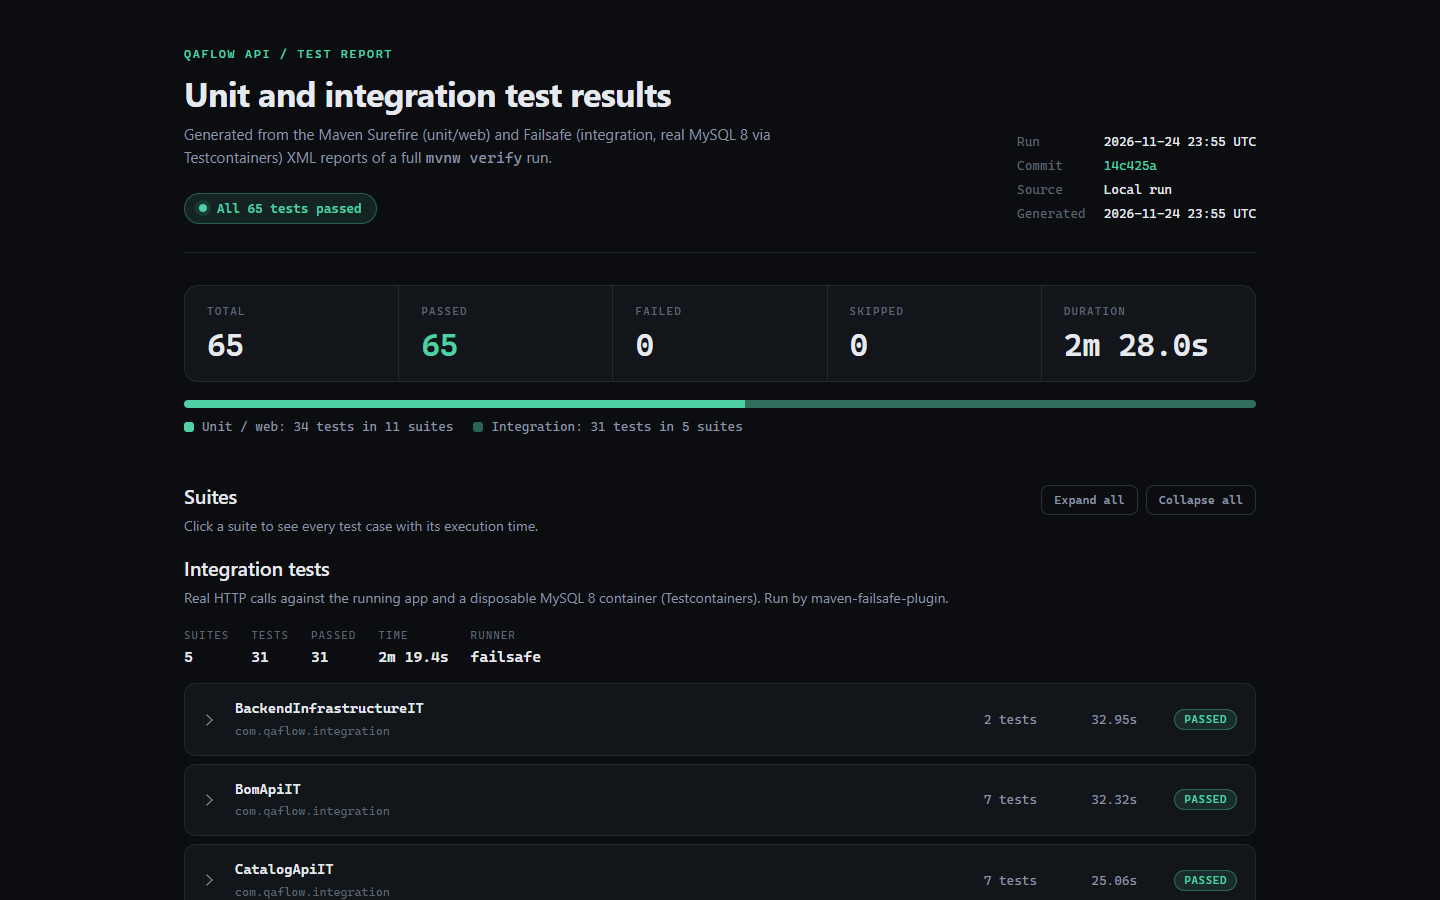 QAFLOW API / TEST REPORT
Unit and integration test results
Generated from the Maven Surefire (unit/web) and Failsafe (integration, real MySQL 8 via
Testcontainers) XML reports of a full mvnw verify run.
All 65 tests passed
Run 2026-11-24 23:55 UTC
Commit 14c425a
Source Local run
Generated 2026-11-24 23:55 UTC
TOTAL PASSED FAILED SKIPPED DURATION
65 65 0 0 2m 28.0s
Unit / web: 34 tests in 11 suites Integration: 31 tests in 5 suites
Suites
Expand all Collapse all
Click a suite to see every test case with its execution time.
Integration tests
Real HTTP calls against the running app and a disposable MySQL 8 container (Testcontainers). Run by maven-failsafe-plugin.
SUITES TESTS PASSED TIME RUNNER
5 31 31 2m 19.4s failsafe
BackendInfrastructureIT
com.qaflow.integration
2 tests 32.95s PASSED
BomApiIT
com.qaflow.integration
7 tests 32.32s PASSED
CatalogApiIT
com.qaflow.integration
7 tests 25.06s PASSED